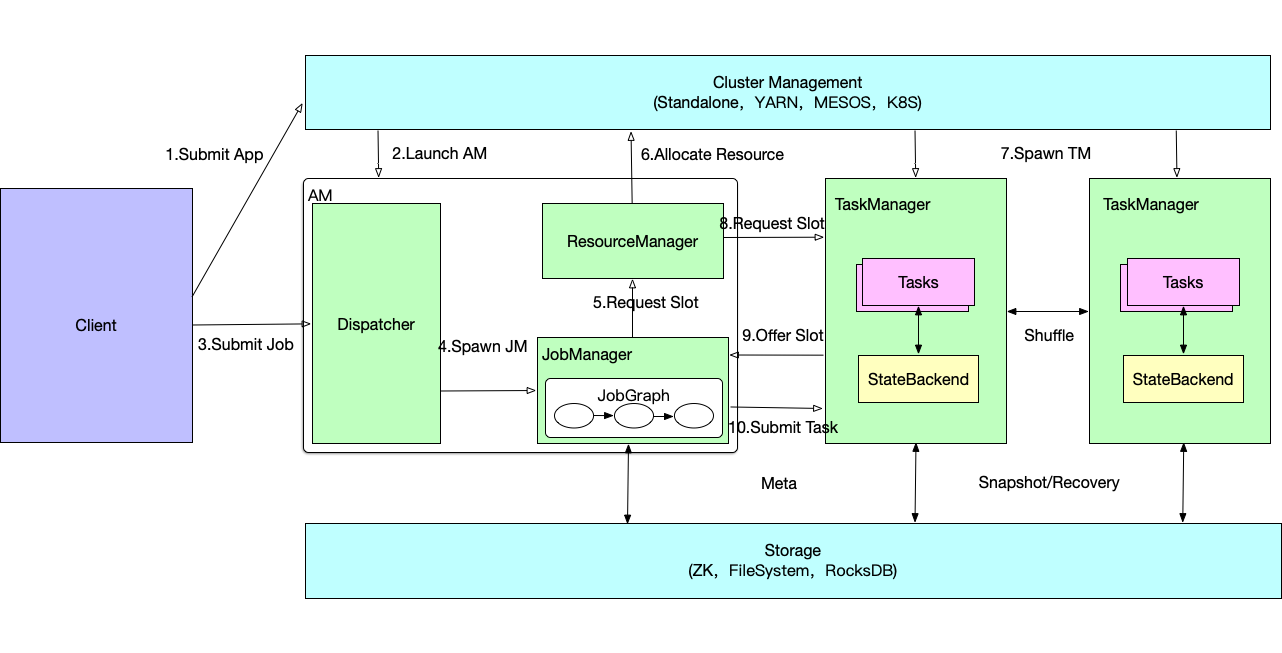 Cluster Management
(Standalone，YARN，MESOS，K8S)
1.Submit App
2.Launch AM
6.Allocate Resource
7.Spawn TM
AM
TaskManager
TaskManager
8.Request Slot
ResourceManager
Tasks
Tasks
5.Request Slot
Client
Dispatcher
3.Submit Job
4.Spawn JM
9.Offer Slot
Shuffle
JobManager
StateBackend
StateBackend
JobGraph
10.Submit Task
Meta
Snapshot/Recovery
Storage
(ZK，FileSystem，RocksDB)